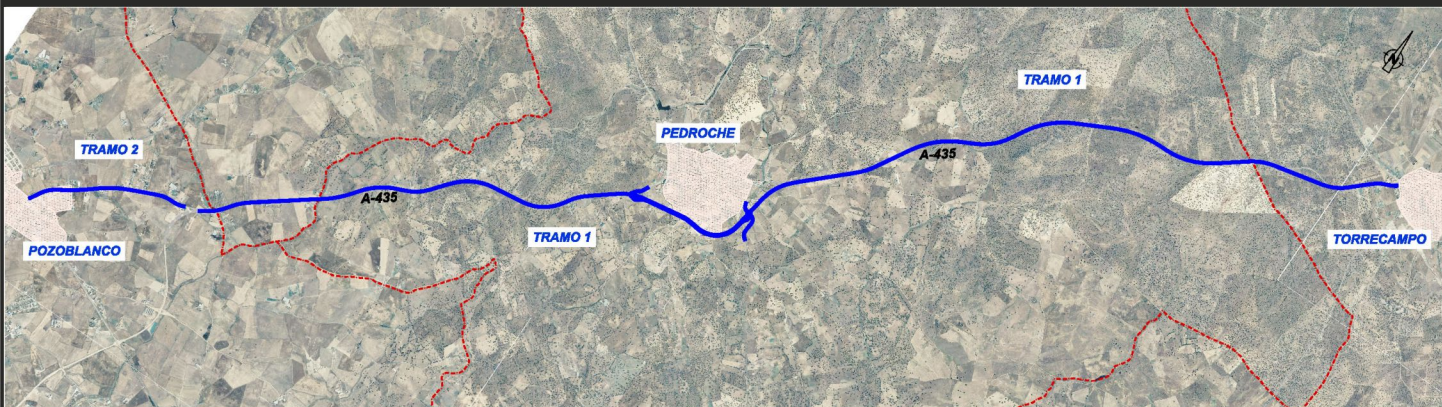 TRAMO 1
N
PEDROCHE
TRAMO 2
A-435
A-435
TRAMO 1
POZOBLANCO
TORRECAMPO